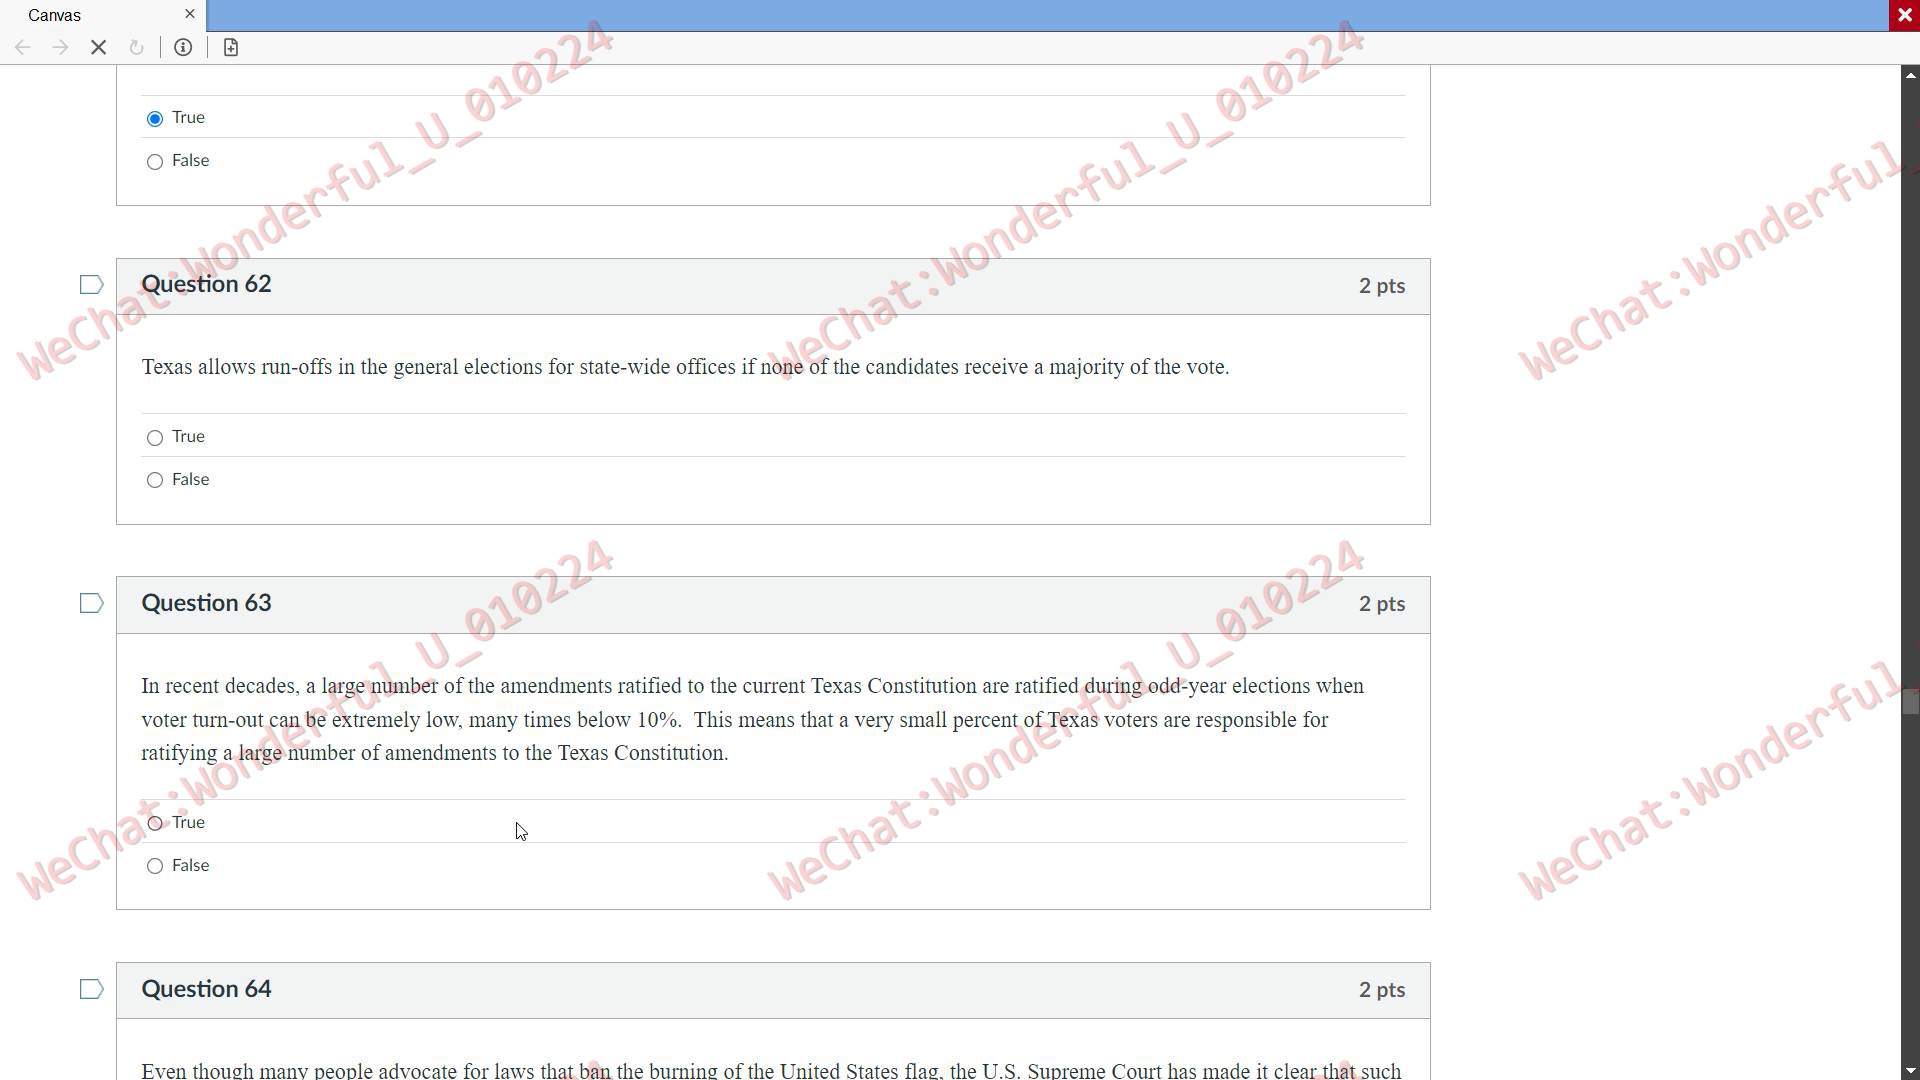 Canvas
True
False
Question 62
2 pts
Texas allows run-offs in the general elections for state-wide offices if none of the candidates receive a majority of the vote.
True
False
Question 63
2 pts
In recent decades, a large number of the amendments ratified to the current Texas Constitution are ratified during odd-year elections when
voter turn-out can be extremely low, many times below 10%.  This means that a very small percent of Texas voters are responsible for
ratifying a large number of amendments to the Texas Constitution.
True
False
Question 64
2 pts
Even though many people advocate for laws that ban the burning of the United States flag, the U.S. Supreme Court has made it clear that such
WeChat:Wonderful_U_010224
WeChat:Wonderful_U_010224
WeChat:Wonderful_
WeChat:Wonderful_U_010224
WeChat:Wonderful_U_010224
WeChat:Wonderful_